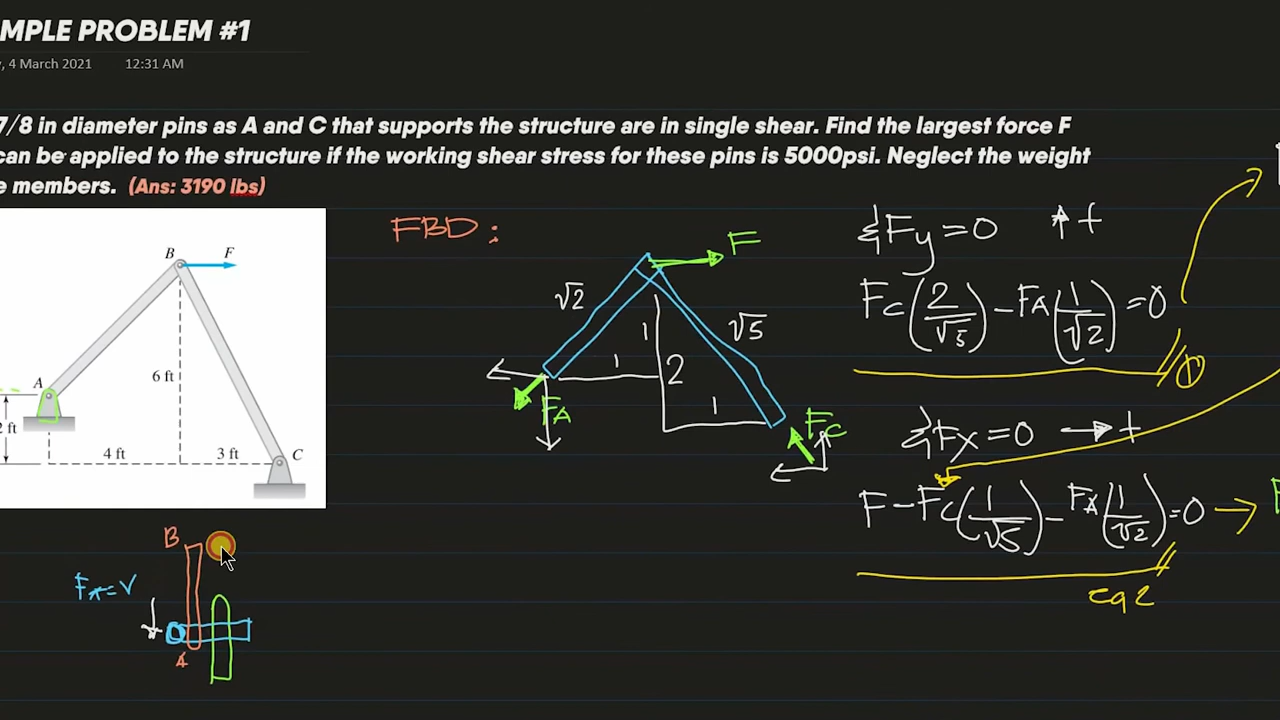 MPLE PROBLEM #1
, 4 March 2021 12:31 AM
7/8 in diameter pins as A and C that supports the structure are in single shear. Find the largest force F
can be applied to the structure if the working shear stress for these pins is 5000psi. Neglect the weight
e members. (Ans: 3190 lbs)
B F
A
6 ft
2 ft
4 ft
3 ft
C
FBD:
F
√2
√5
1
1
2
1
FA
FC
ΣFy=0 ↑+
FC(2/√5)-FA(1/√2)=0
1
ΣFx=0 →+
F-FC(1/√5)-FA(1/√2)=0 →
eq 2
B
FA=V
A